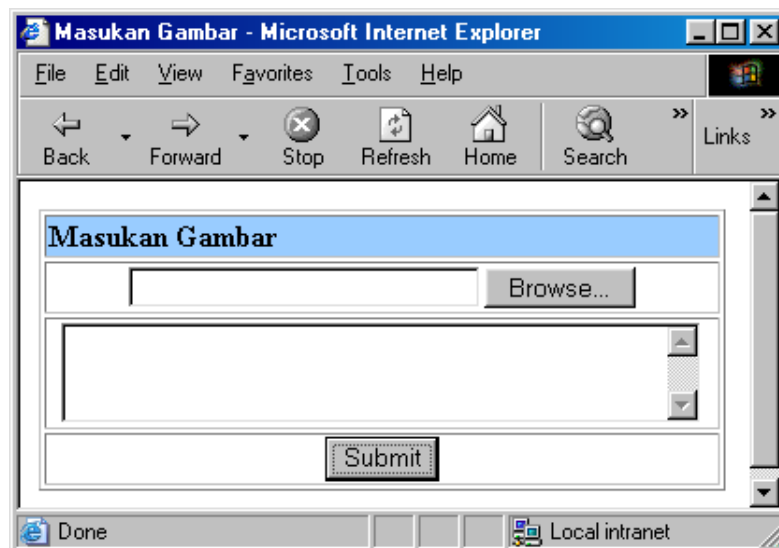 Masukan Gambar - Microsoft Internet Explorer
File Edit View Favorites Tools Help
Back Forward Stop Refresh Home Search » Links »
Masukan Gambar
Browse...
Submit
Done Local intranet